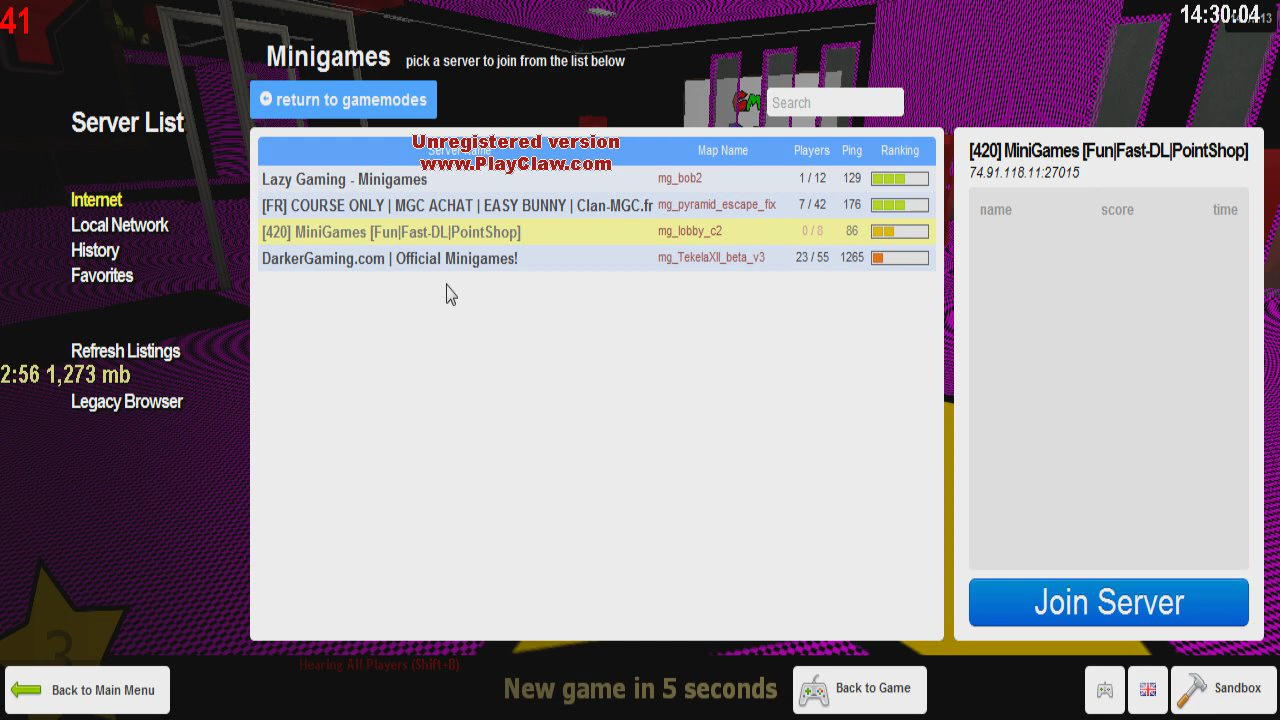 41
14:30:04
Minigames pick a server to join from the list below
return to gamemodes
Search
Server List
Unregistered version
www.PlayClaw.com
Map Name Players Ping Ranking
Lazy Gaming - Minigames mg_bob2 1 / 12 129
[FR] COURSE ONLY | MGC ACHAT | EASY BUNNY | Clan-MGC.fr mg_pyramid_escape_fix 7 / 42 176
[420] MiniGames [Fun|Fast-DL|PointShop] mg_lobby_c2 0 / 8 86
DarkerGaming.com | Official Minigames! mg_TekelaXII_beta_v3 23 / 55 1265
Internet
Local Network
History
Favorites
Refresh Listings
2:56 1,273 mb
Legacy Browser
[420] MiniGames [Fun|Fast-DL|PointShop]
74.91.118.11:27015
name score time
Join Server
3
Hearing All Players (Shift+B)
Back to Main Menu
New game in 5 seconds
Back to Game
Sandbox